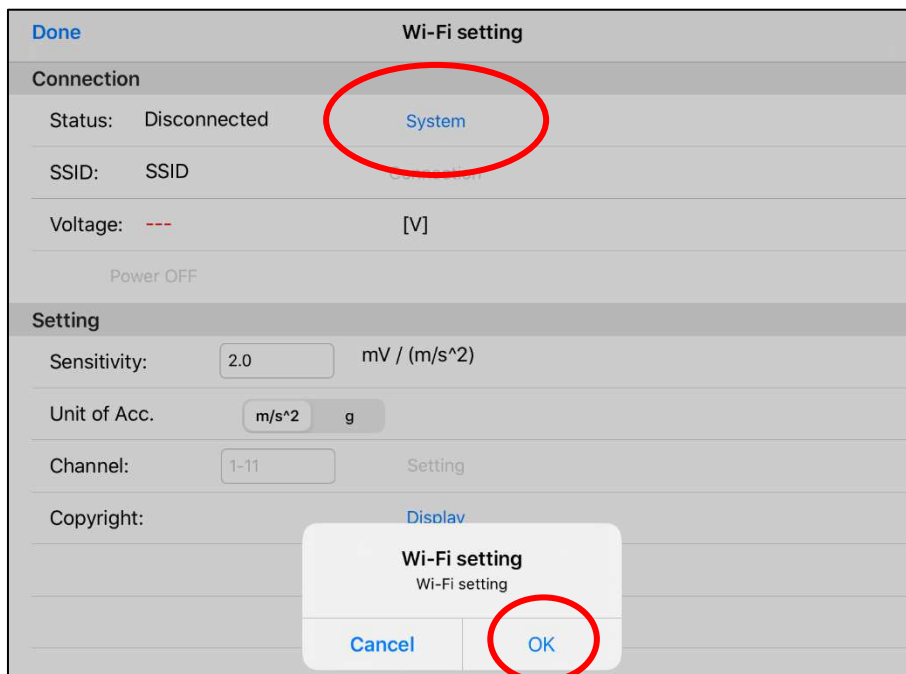 Done Wi-Fi setting
Connection
Status: Disconnected System
SSID: SSID Connection
Voltage: --- [V]
Power OFF
Setting
Sensitivity: 2.0 mV / (m/s^2)
Unit of Acc. m/s^2 g
Channel: 1-11 Setting
Copyright: Display
Wi-Fi setting
Wi-Fi setting
Cancel OK